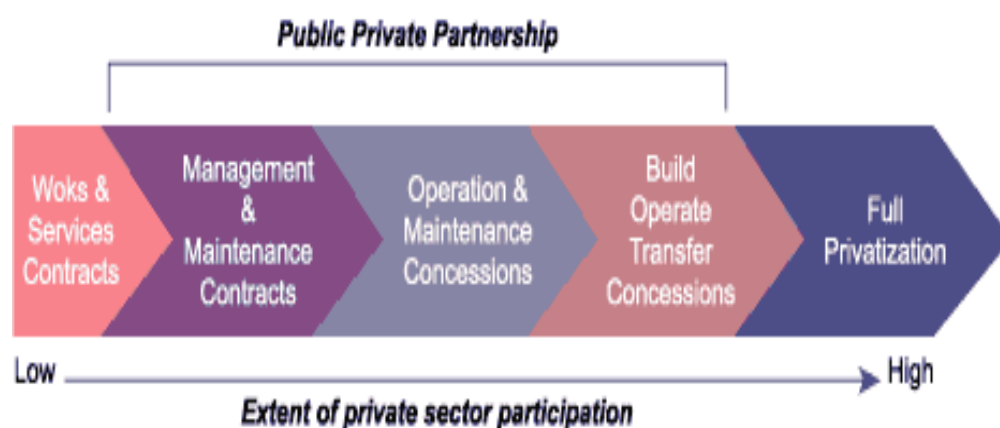 Public Private Partnership
Woks &
Services
Contracts
Management
&
Maintenance
Contracts
Operation &
Maintenance
Concessions
Build
Operate
Transfer
Concessions
Full
Privatization
Low
High
Extent of private sector participation